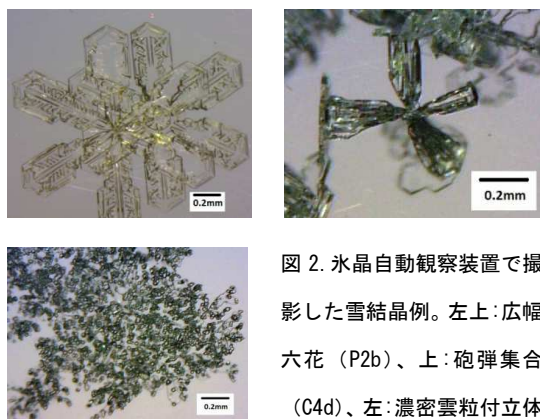 0.2mm
0.2mm
0.2mm
図 2. 氷晶自動観察装置で撮
影した雪結晶例。左上：広幅
六花（P2b）、上：砲弾集合
（C4d）、左：濃密雲粒付立体